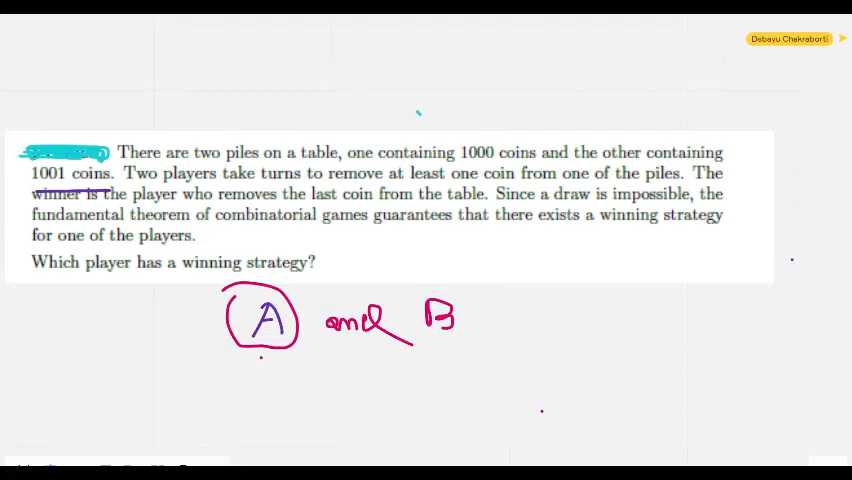 Debayu Chakraborti
There are two piles on a table, one containing 1000 coins and the other containing
1001 coins. Two players take turns to remove at least one coin from one of the piles. The
winner is the player who removes the last coin from the table. Since a draw is impossible, the
fundamental theorem of combinatorial games guarantees that there exists a winning strategy
for one of the players.
Which player has a winning strategy?
A and B